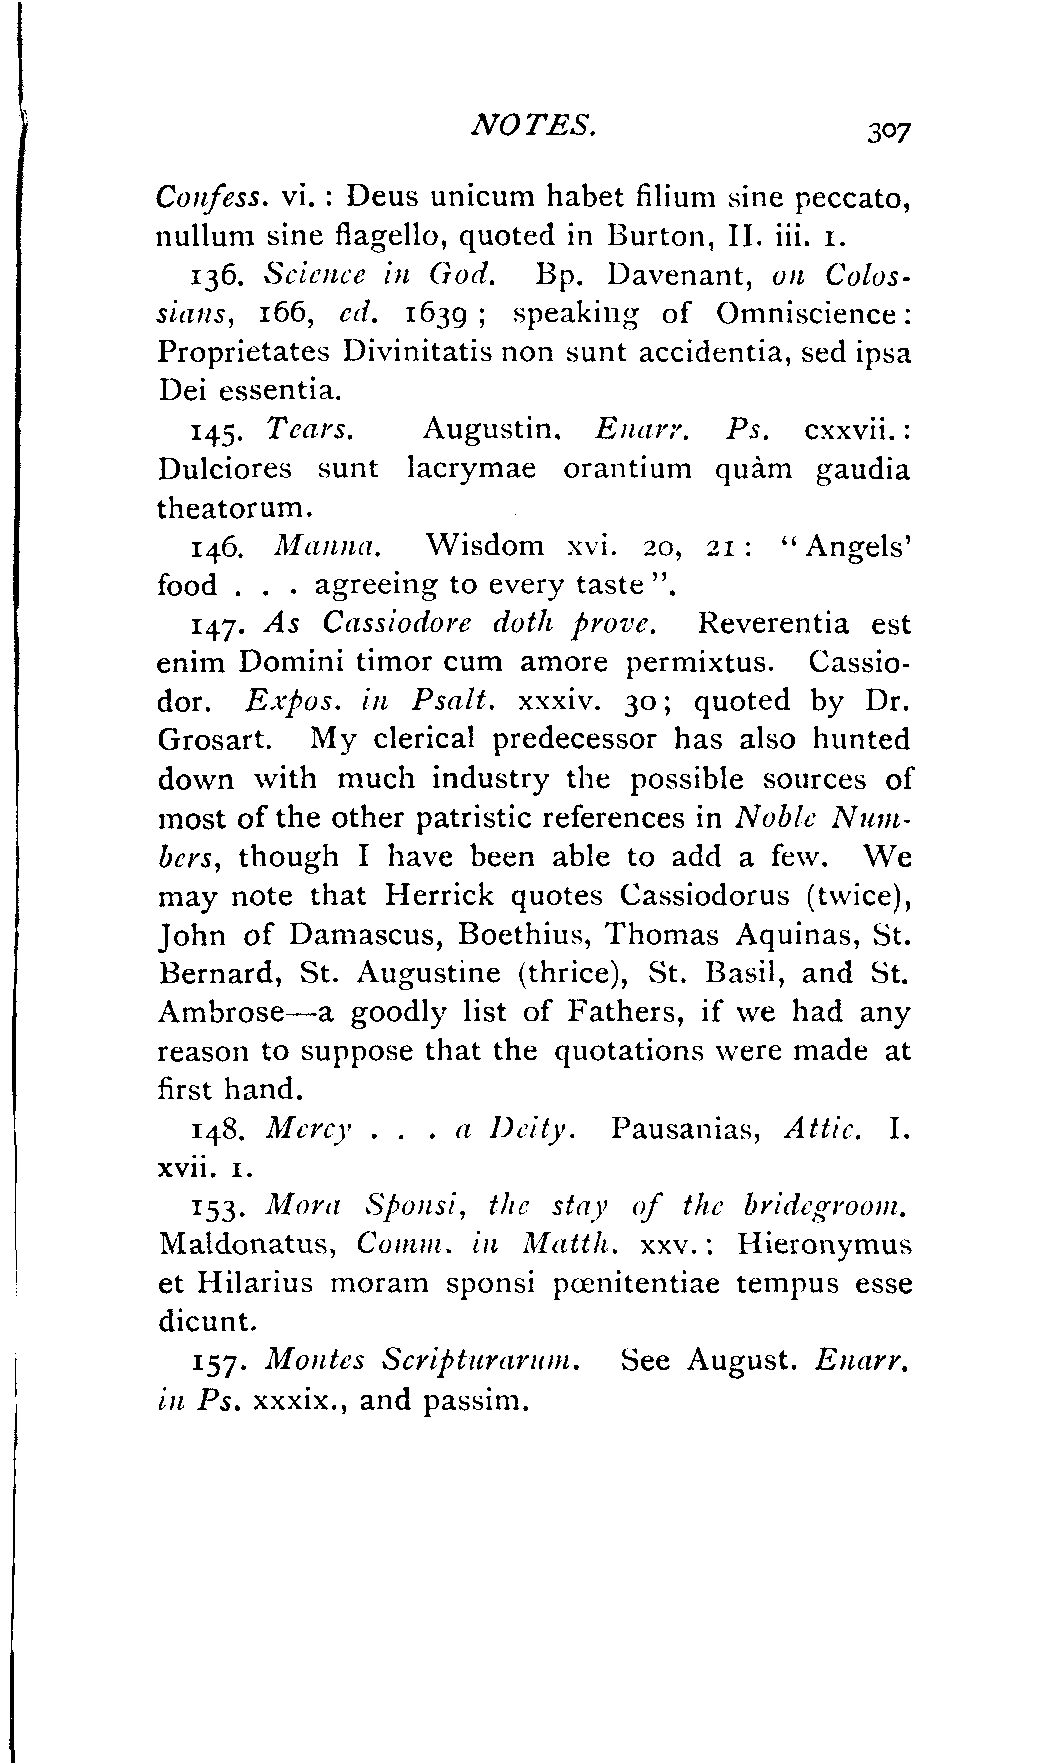 NOTES. 307
Confess. vi. : Deus unicum habet filium sine peccato,
nullum sine flagello, quoted in Burton, II. iii. 1.
136. Science in God. Bp. Davenant, on Colos-
sians, 166, ed. 1639 ; speaking of Omniscience :
Proprietates Divinitatis non sunt accidentia, sed ipsa
Dei essentia.
145. Tears. Augustin. Enarr. Ps. cxxvii. :
Dulciores sunt lacrymae orantium quàm gaudia
theatorum.
146. Manna. Wisdom xvi. 20, 21 : “Angels’
food . . . agreeing to every taste”.
147. As Cassiodore doth prove. Reverentia est
enim Domini timor cum amore permixtus. Cassio-
dor. Expos. in Psalt. xxxiv. 30; quoted by Dr.
Grosart. My clerical predecessor has also hunted
down with much industry the possible sources of
most of the other patristic references in Noble Num-
bers, though I have been able to add a few. We
may note that Herrick quotes Cassiodorus (twice),
John of Damascus, Boethius, Thomas Aquinas, St.
Bernard, St. Augustine (thrice), St. Basil, and St.
Ambrose—a goodly list of Fathers, if we had any
reason to suppose that the quotations were made at
first hand.
148. Mercy . . . a Deity. Pausanias, Attic. I.
xvii. 1.
153. Mora Sponsi, the stay of the bridegroom.
Maldonatus, Comm. in Matth. xxv. : Hieronymus
et Hilarius moram sponsi pœnitentiae tempus esse
dicunt.
157. Montes Scripturarum. See August. Enarr.
in Ps. xxxix., and passim.